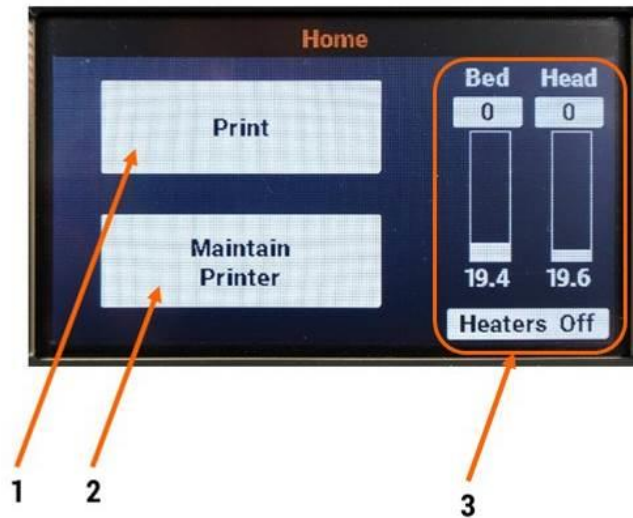 Home
Print
Maintain
Printer
Bed Head
0 0
19.4 19.6
Heaters Off
1 2 3